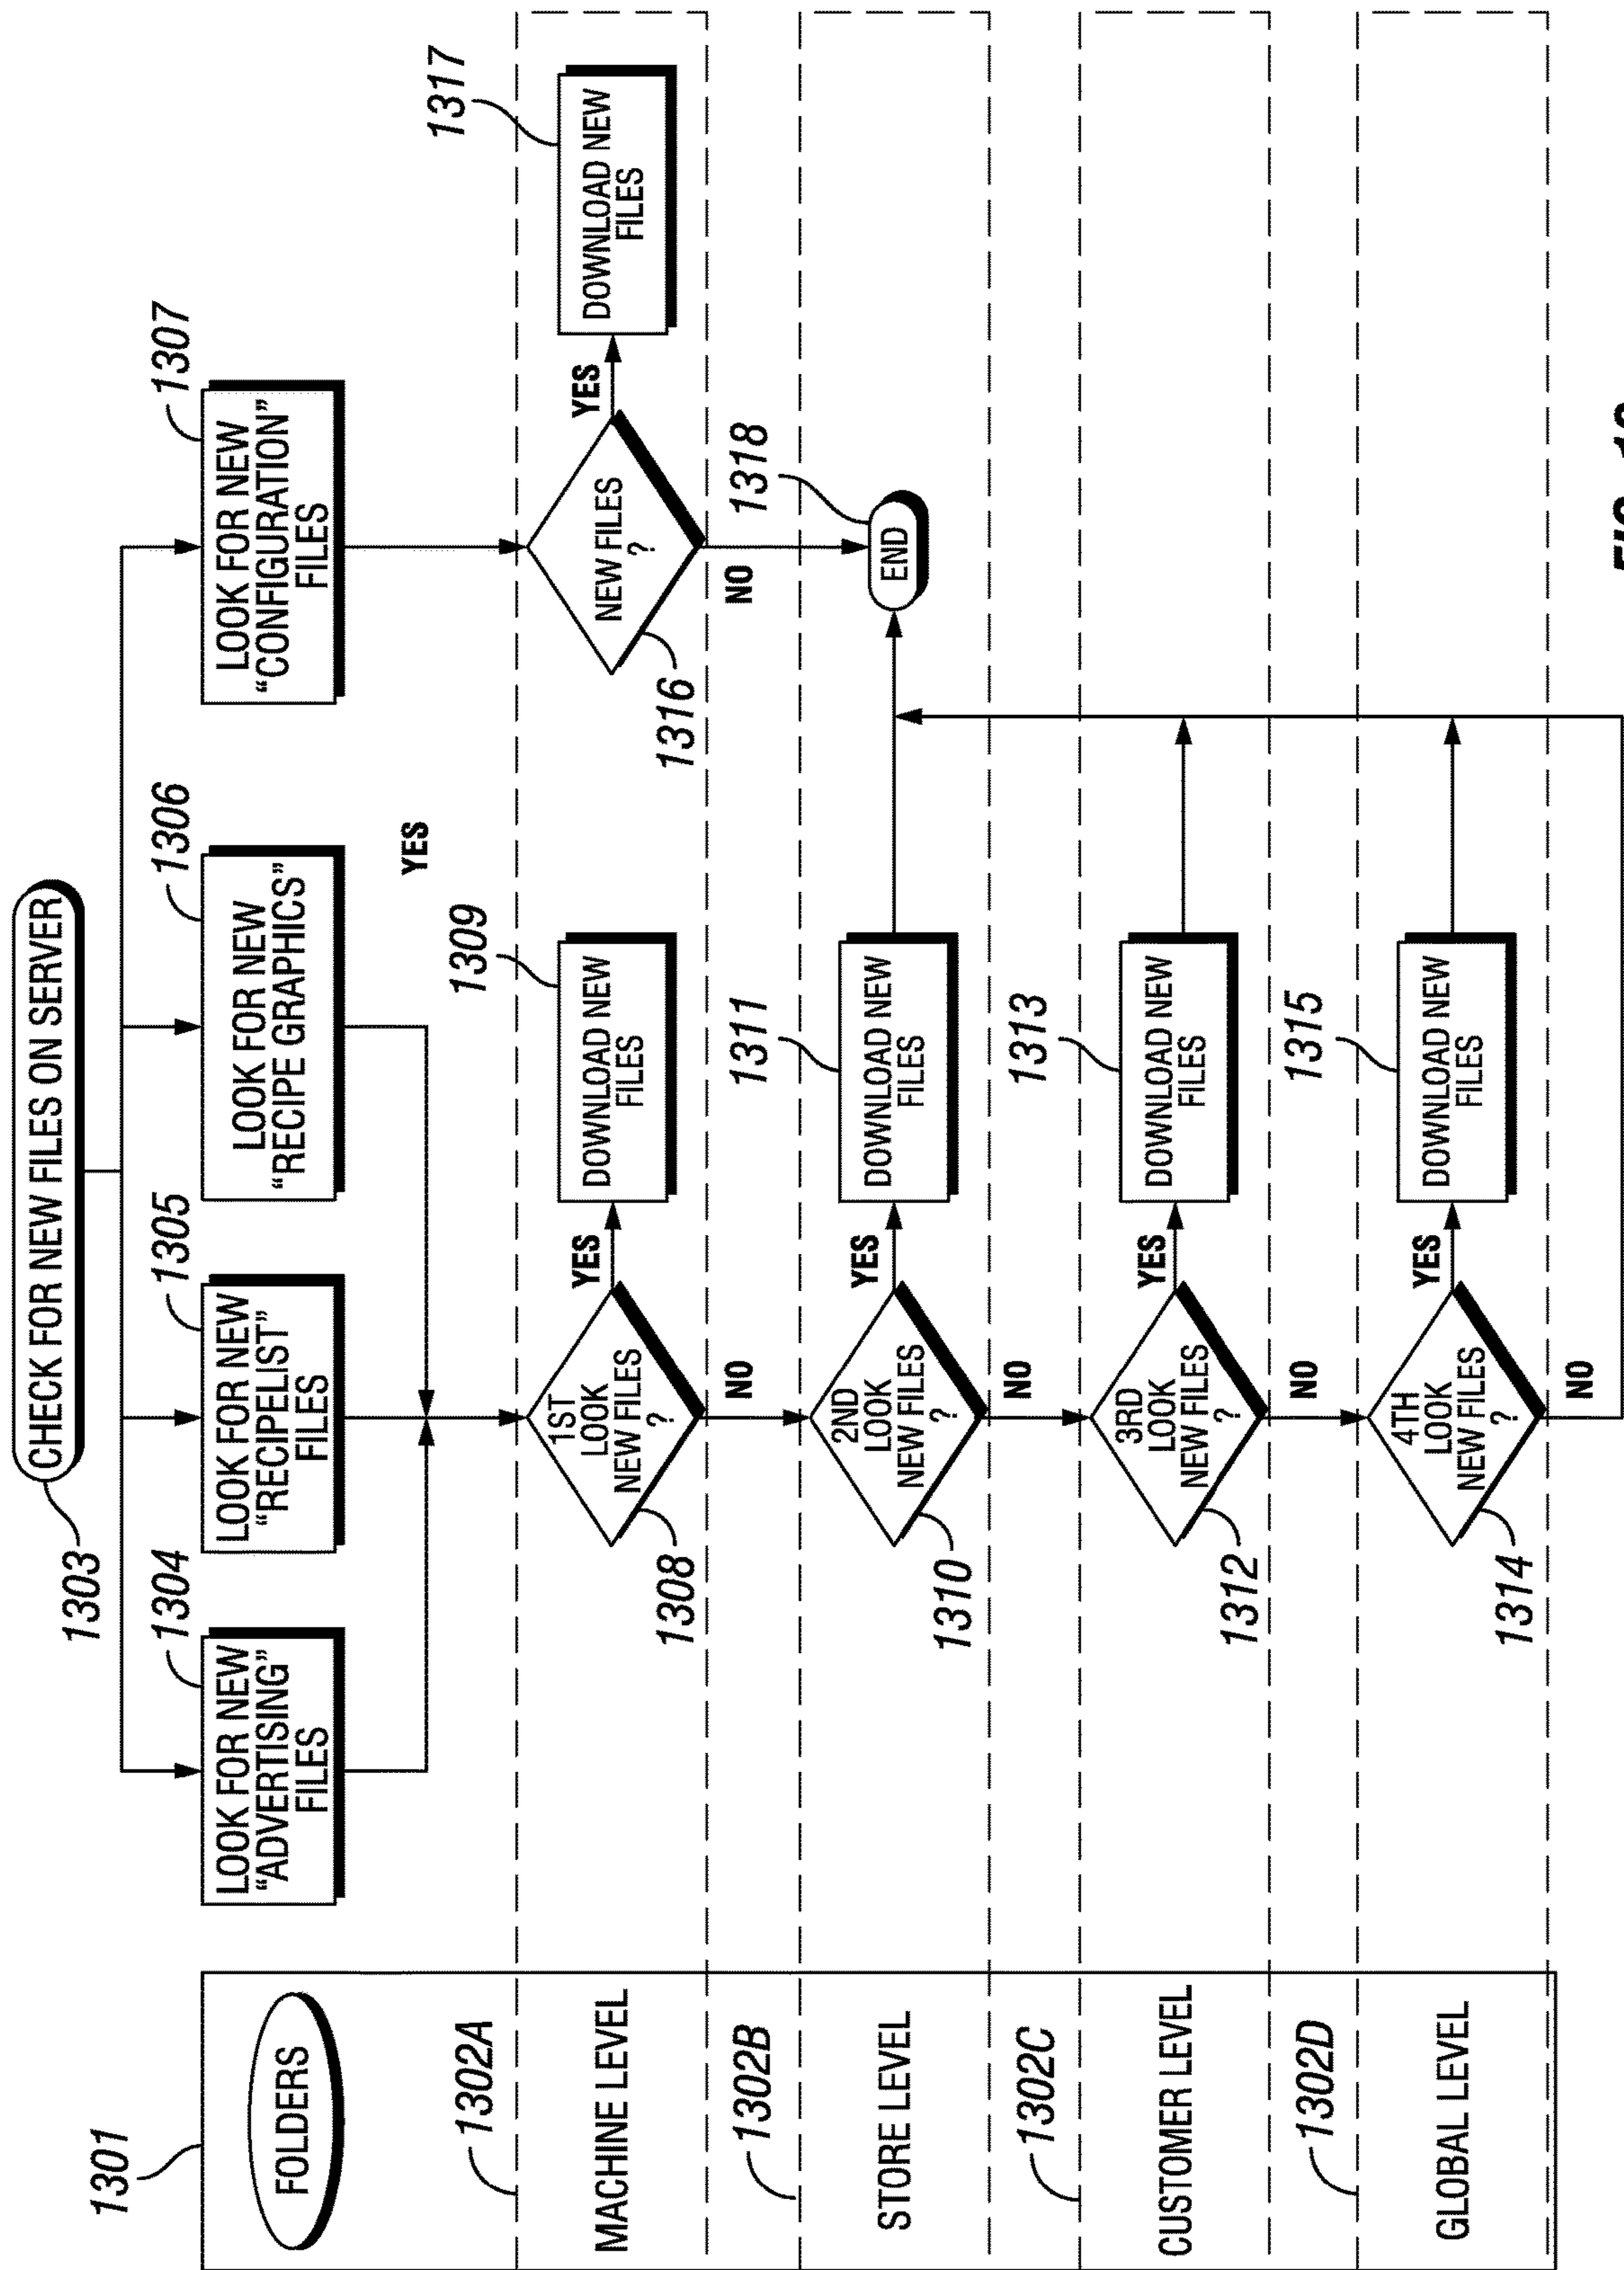 CHECK FOR NEW FILES ON SERVER
1303
1301
FOLDERS
1304
LOOK FOR NEW
“ADVERTISING”
FILES
1305
LOOK FOR NEW
“RECIPELIST”
FILES
1306
LOOK FOR NEW
“RECIPE GRAPHICS”
1307
LOOK FOR NEW
“CONFIGURATION”
FILES
YES
1302A
MACHINE LEVEL
1308
1ST
LOOK
NEW FILES
?
YES
NO
1309
DOWNLOAD NEW
FILES
1316
NEW FILES
?
YES
NO
1317
DOWNLOAD NEW
FILES
1302B
STORE LEVEL
1310
2ND
LOOK
NEW FILES
?
YES
NO
1311
DOWNLOAD NEW
FILES
1318
END
1302C
CUSTOMER LEVEL
1312
3RD
LOOK
NEW FILES
?
YES
NO
1313
DOWNLOAD NEW
FILES
1302D
GLOBAL LEVEL
1314
4TH
LOOK
NEW FILES
?
YES
NO
1315
DOWNLOAD NEW
FILES